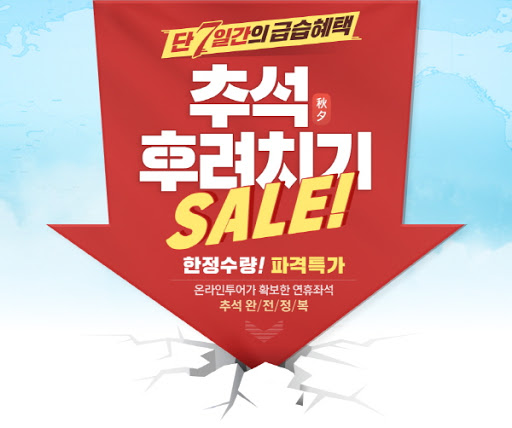 단 7일간의 급습혜택
추석
秋夕
후려치기
SALE!
한정수량! 파격특가
온라인투어가 확보한 연휴좌석
추석 완/전/정/복